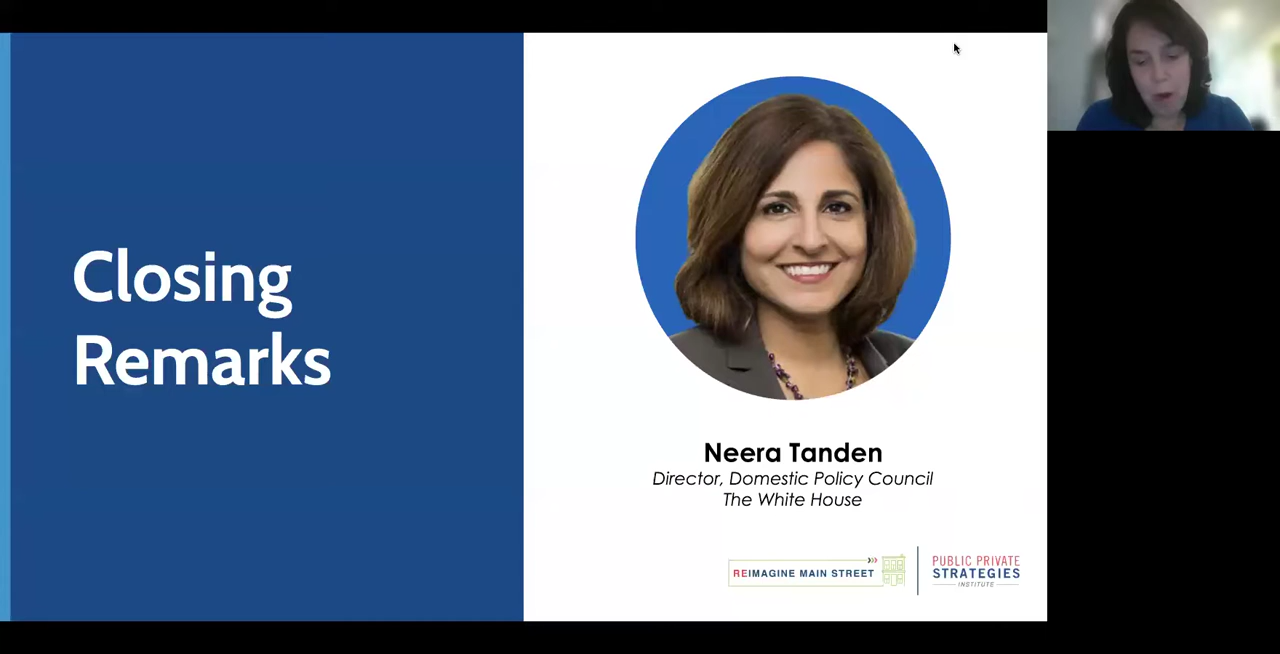 Closing
Remarks
Neera Tanden
Director, Domestic Policy Council
The White House
REIMAGINE MAIN STREET
PUBLIC PRIVATE
STRATEGIES
INSTITUTE